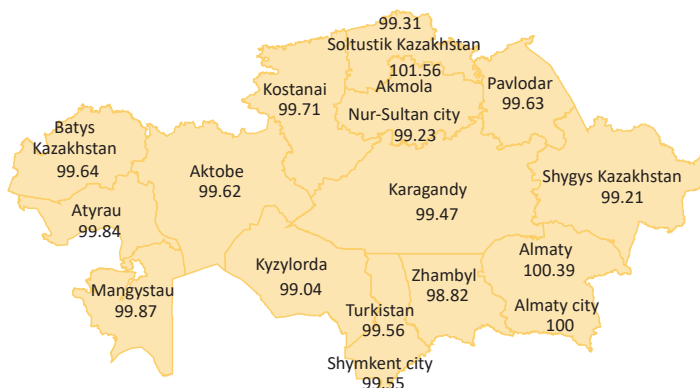 99.31
Soltustik Kazakhstan
101.56
Akmola
Kostanai
99.71
Pavlodar
99.63
Nur-Sultan city
99.23
Batys
Kazakhstan
99.64
Aktobe
99.62
Karagandy
99.47
Shygys Kazakhstan
99.21
Atyrau
99.84
Mangystau
99.87
Kyzylorda
99.04
Turkistan
99.56
Zhambyl
98.82
Almaty
100.39
Almaty city
100
Shymkent city
99.55